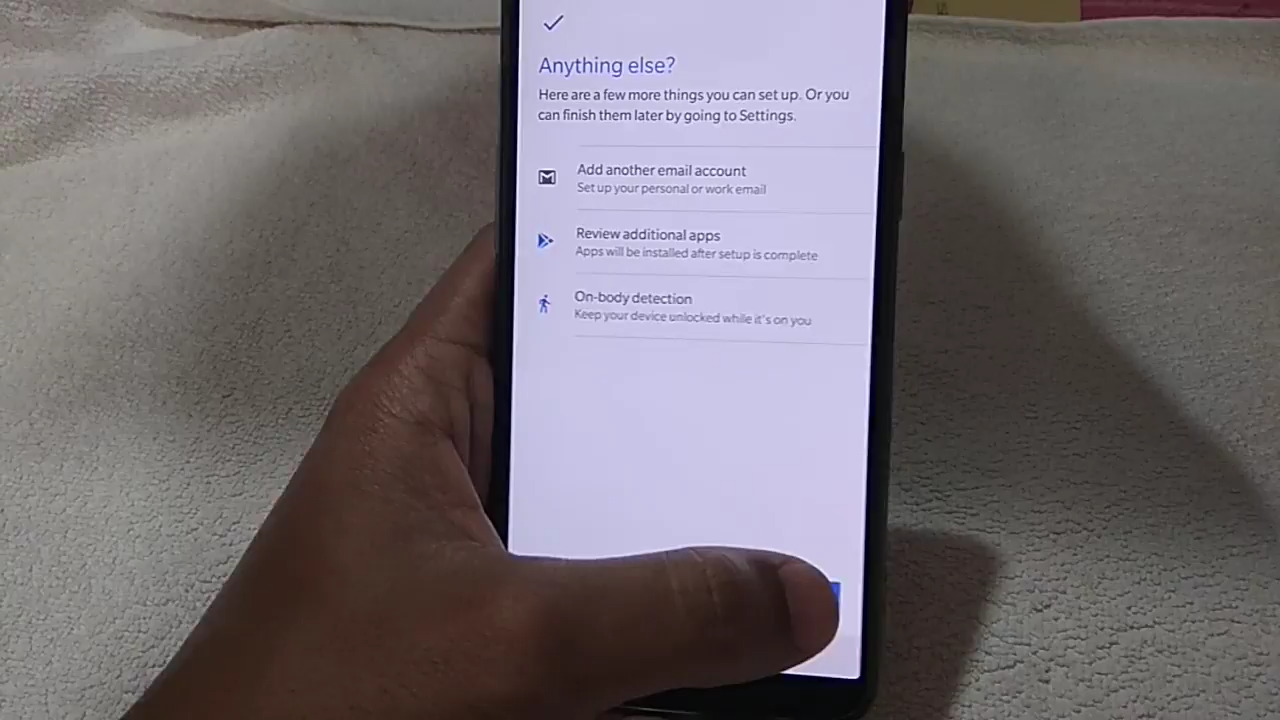 Anything else?
Here are a few more things you can set up. Or you
can finish them later by going to Settings.
Add another email account
Set up your personal or work email
Review additional apps
Apps will be installed after setup is complete
On-body detection
Keep your device unlocked while it's on you